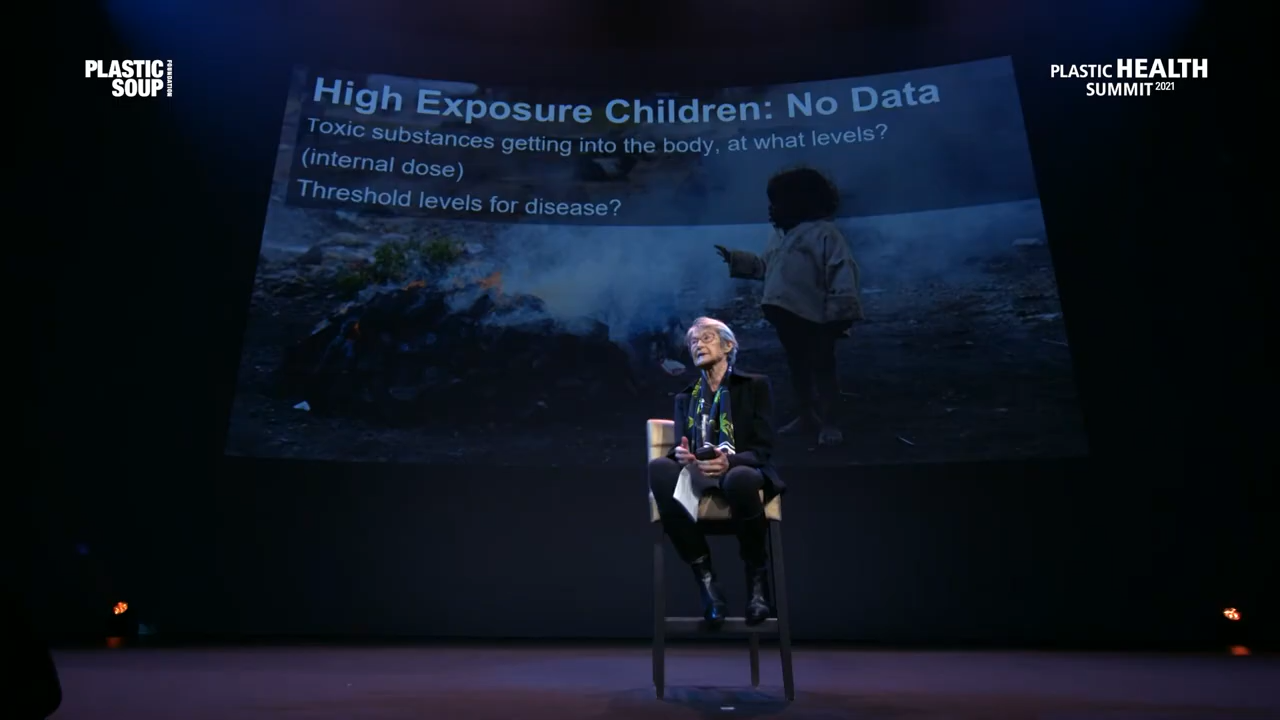 PLASTIC
SOUP
FOUNDATION
PLASTIC HEALTH
SUMMIT 2021
High Exposure Children: No Data
Toxic substances getting into the body, at what levels?
(internal dose)
Threshold levels for disease?